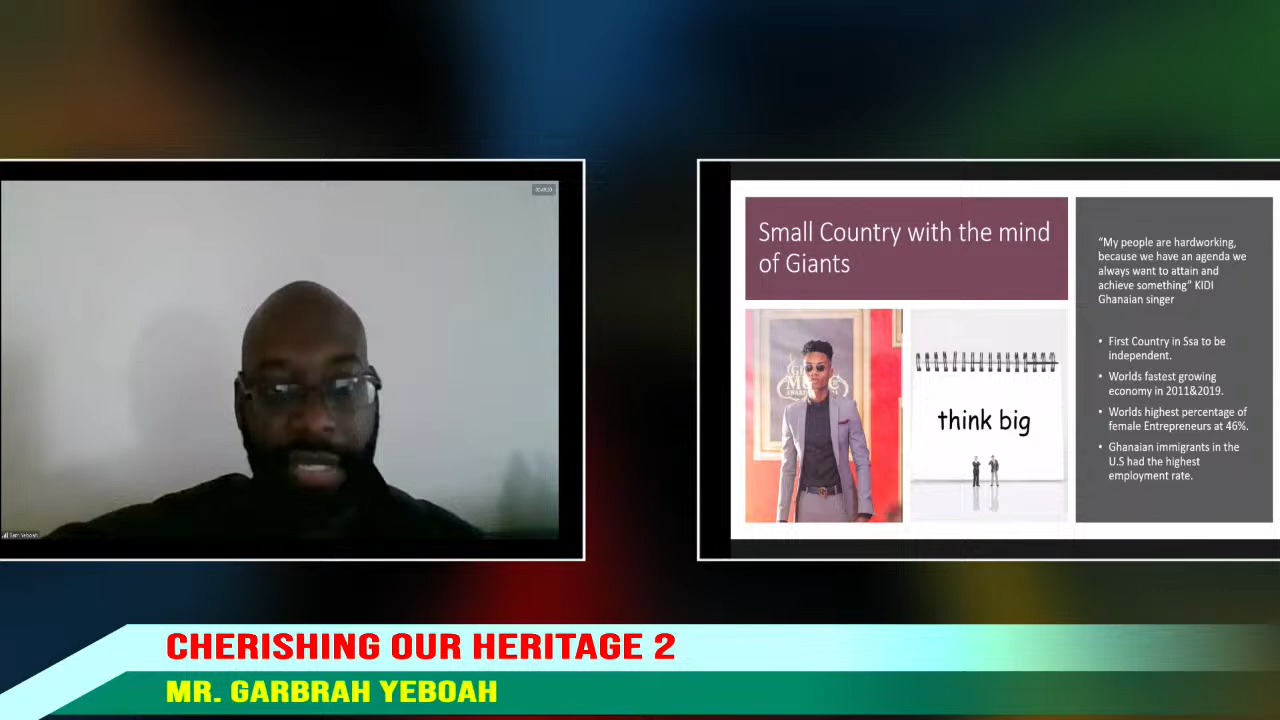 Small Country with the mind
of Giants
"My people are hardworking,
because we have an agenda we
always want to attain and
achieve something" KIDI
Ghanaian singer
• First Country in Ssa to be
independent.
• Worlds fastest growing
economy in 2011&2019.
• Worlds highest percentage of
female Entrepreneurs at 46%.
• Ghanaian immigrants in the
U.S had the highest
employment rate.
think big
CHERISHING OUR HERITAGE 2
MR. GARBRAH YEBOAH